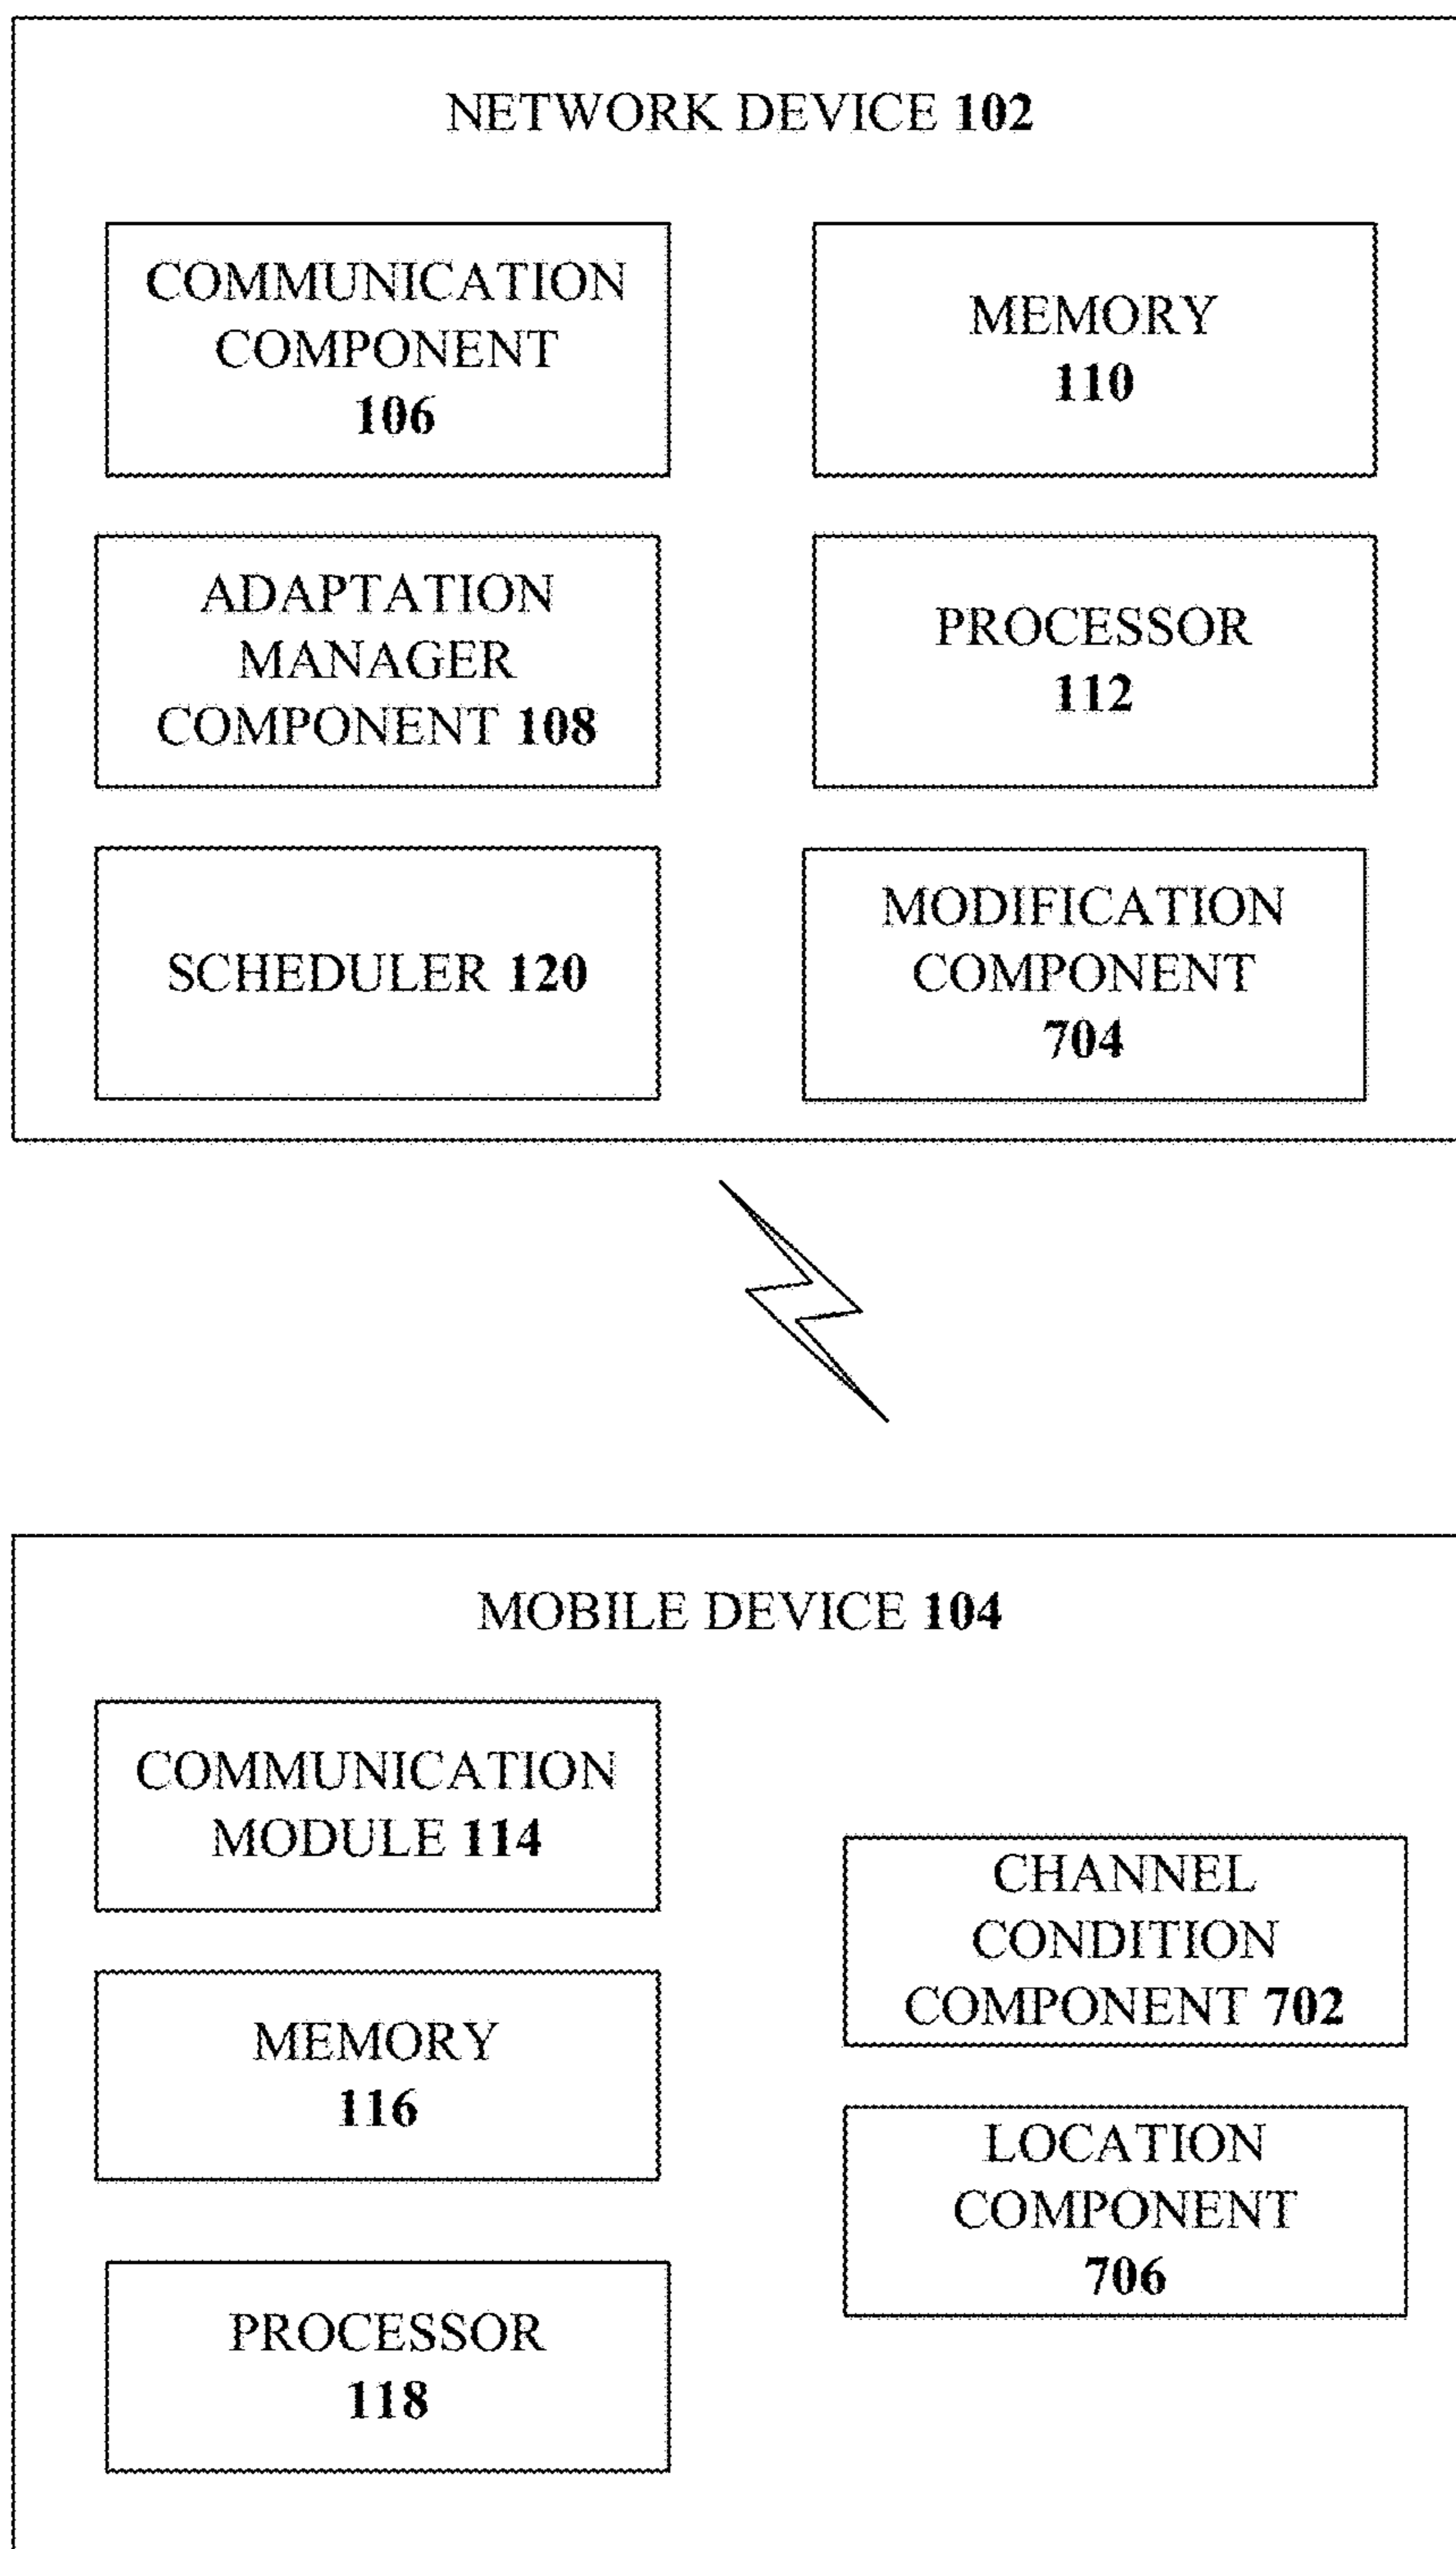 NETWORK DEVICE 102
COMMUNICATION
COMPONENT
106
MEMORY
110
ADAPTATION
MANAGER
COMPONENT 108
PROCESSOR
112
SCHEDULER 120
MODIFICATION
COMPONENT
704
MOBILE DEVICE 104
COMMUNICATION
MODULE 114
MEMORY
116
PROCESSOR
118
CHANNEL
CONDITION
COMPONENT 702
LOCATION
COMPONENT
706